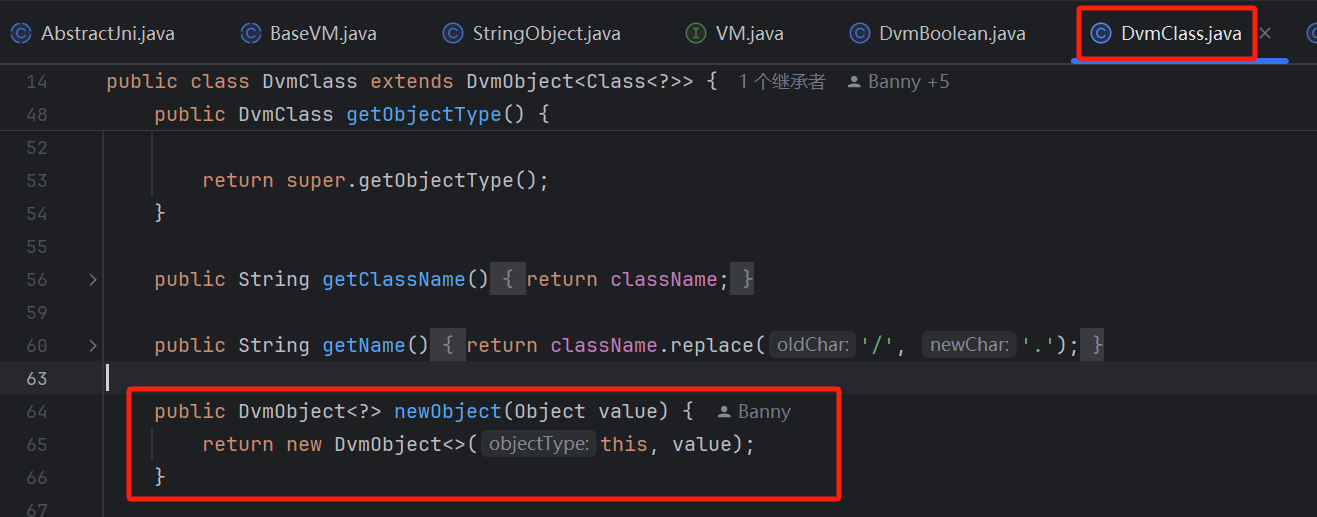 AbstractJni.java BaseVM.java StringObject.java VM.java DvmBoolean.java DvmClass.java
14 public class DvmClass extends DvmObject<Class<?>> { 1 个继承者 Banny +5
48 public DvmClass getObjectType() {
52
53 return super.getObjectType();
54 }
55
56 public String getClassName() { return className; }
59
60 public String getName() { return className.replace( oldChar: '/', newChar: '.'); }
63
64 public DvmObject<?> newObject(Object value) { Banny
65 return new DvmObject<>( objectType: this, value);
66 }
67